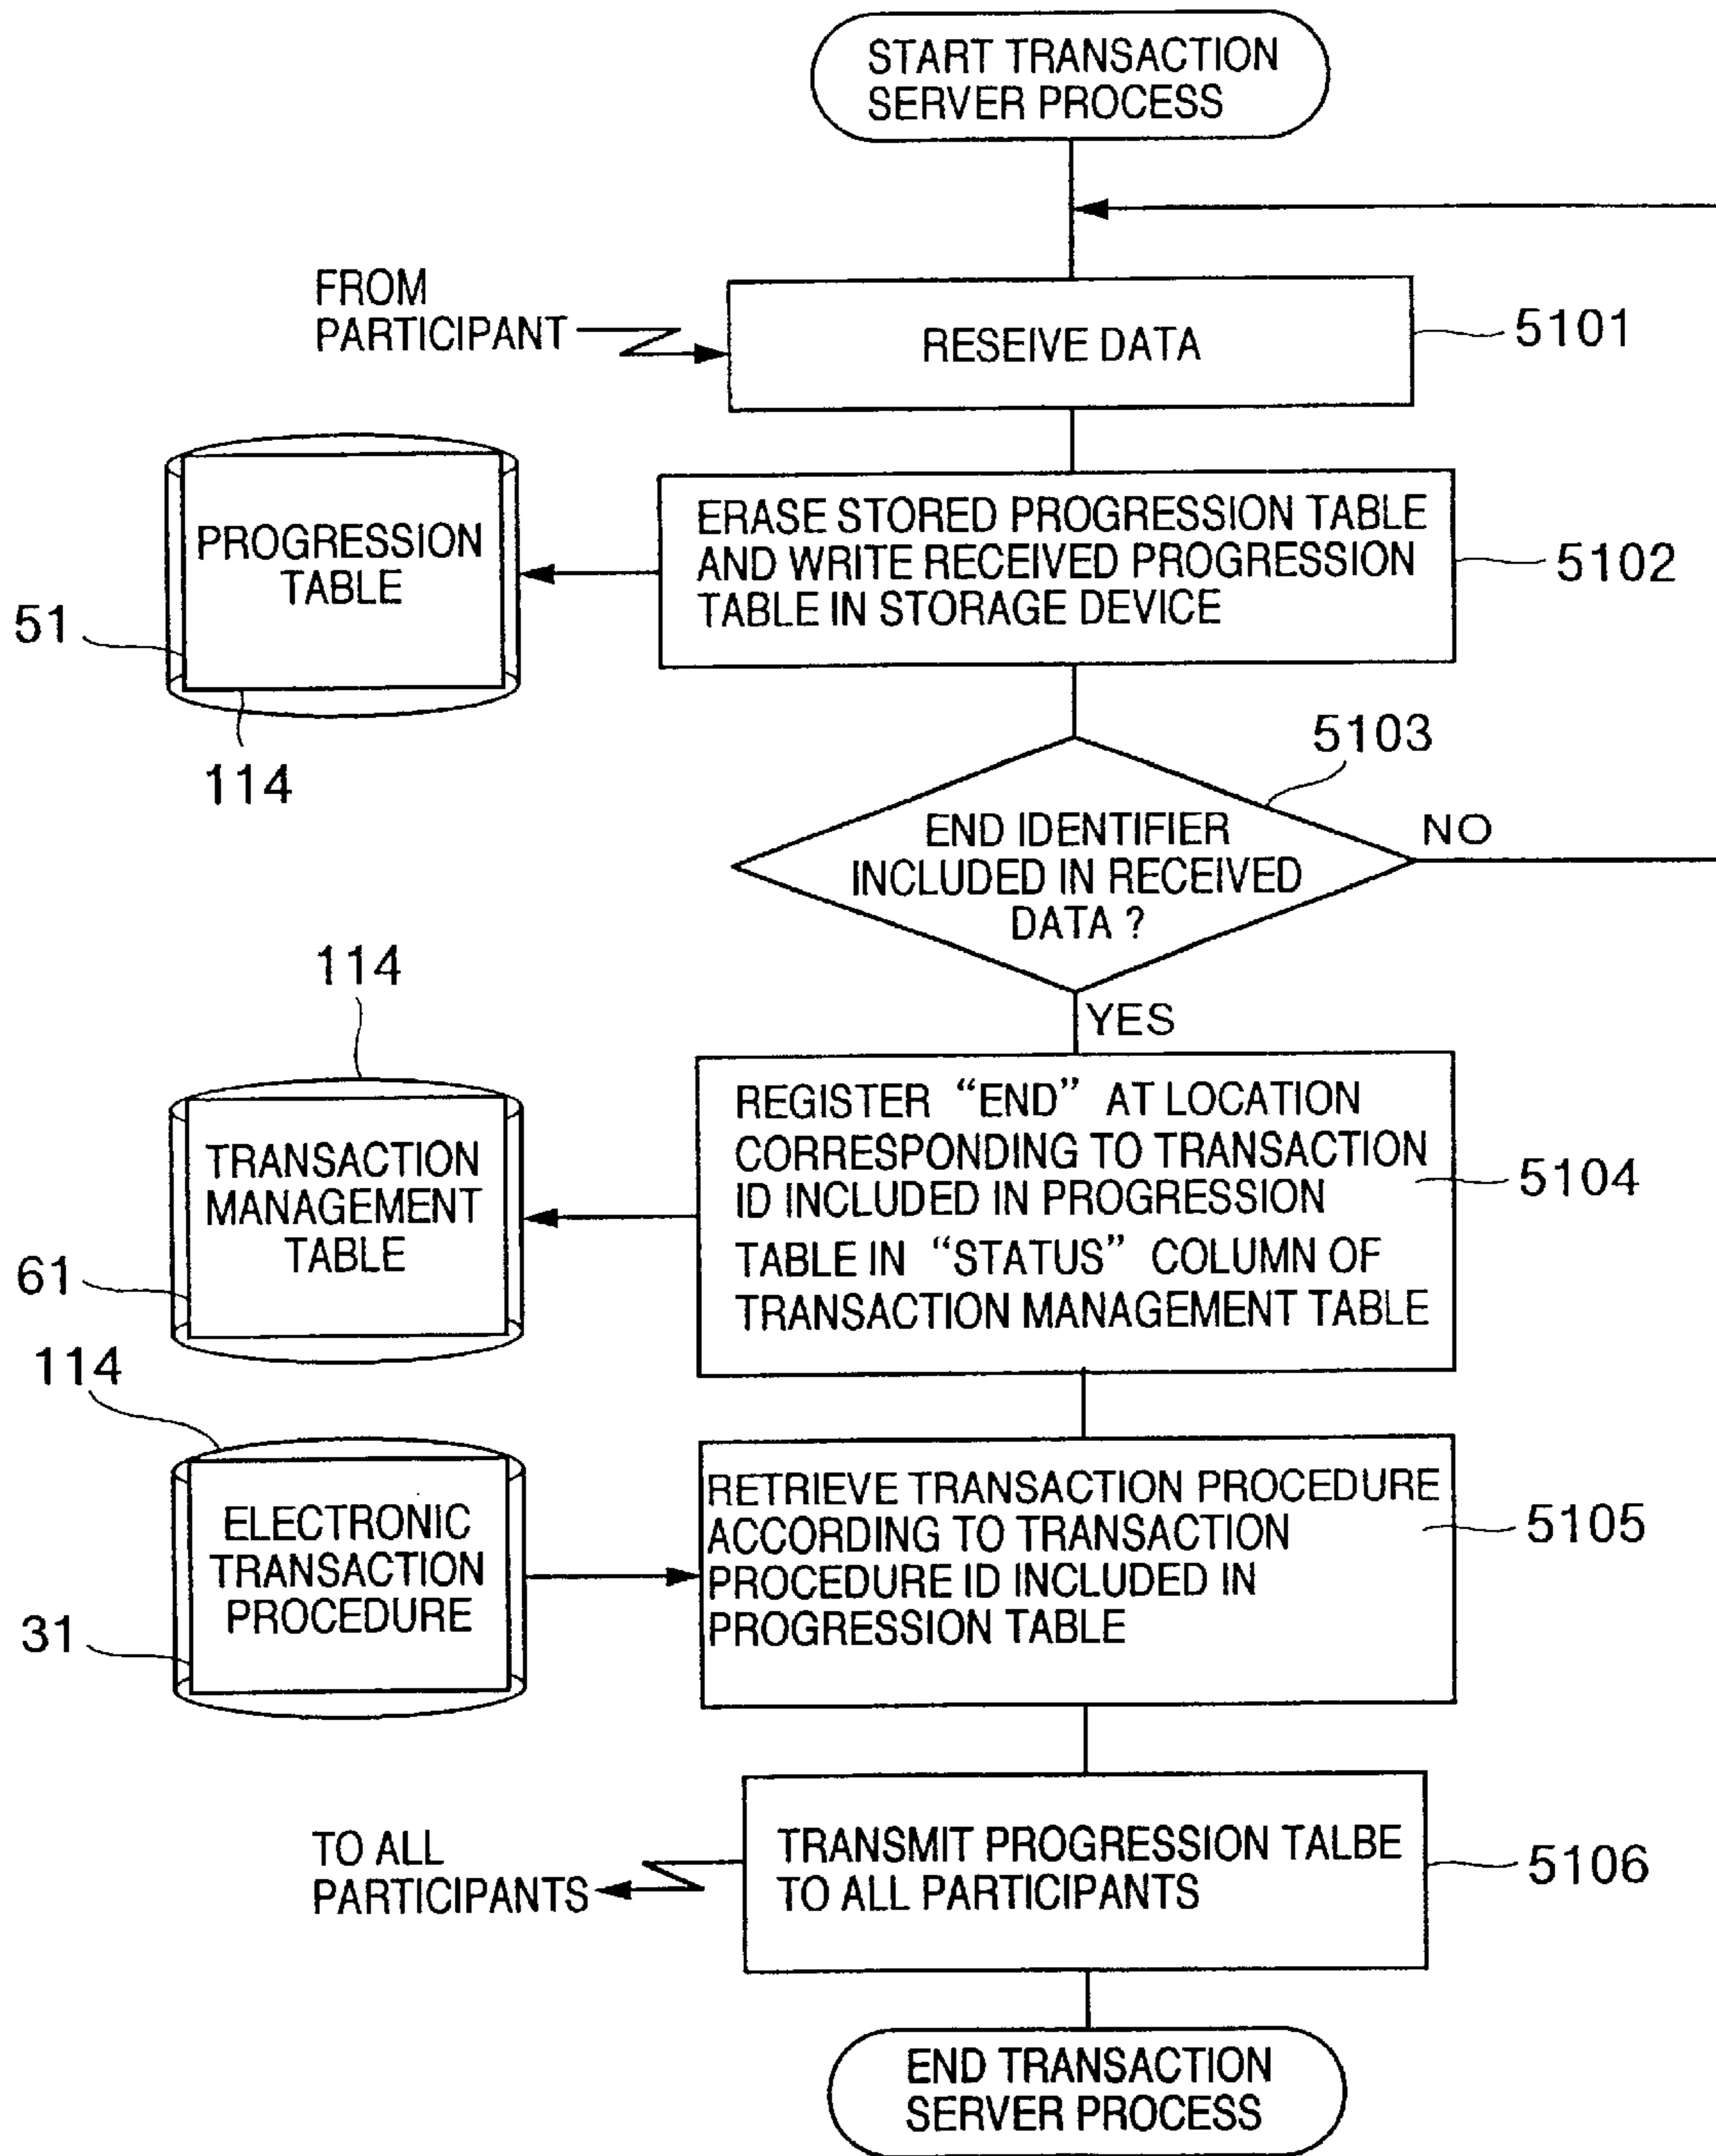 START TRANSACTION
SERVER PROCESS
FROM
PARTICIPANT
RESEIVE DATA
5101
PROGRESSION
TABLE
51
114
ERASE STORED PROGRESSION TABLE
AND WRITE RECEIVED PROGRESSION
TABLE IN STORAGE DEVICE
5102
5103
END IDENTIFIER
INCLUDED IN RECEIVED
DATA ?
NO
YES
114
TRANSACTION
MANAGEMENT
TABLE
61
REGISTER “END” AT LOCATION
CORRESPONDING TO TRANSACTION
ID INCLUDED IN PROGRESSION
TABLE IN “STATUS” COLUMN OF
TRANSACTION MANAGEMENT TABLE
5104
114
ELECTRONIC
TRANSACTION
PROCEDURE
31
RETRIEVE TRANSACTION PROCEDURE
ACCORDING TO TRANSACTION
PROCEDURE ID INCLUDED IN
PROGRESSION TABLE
5105
TO ALL
PARTICIPANTS
TRANSMIT PROGRESSION TALBE
TO ALL PARTICIPANTS
5106
END TRANSACTION
SERVER PROCESS